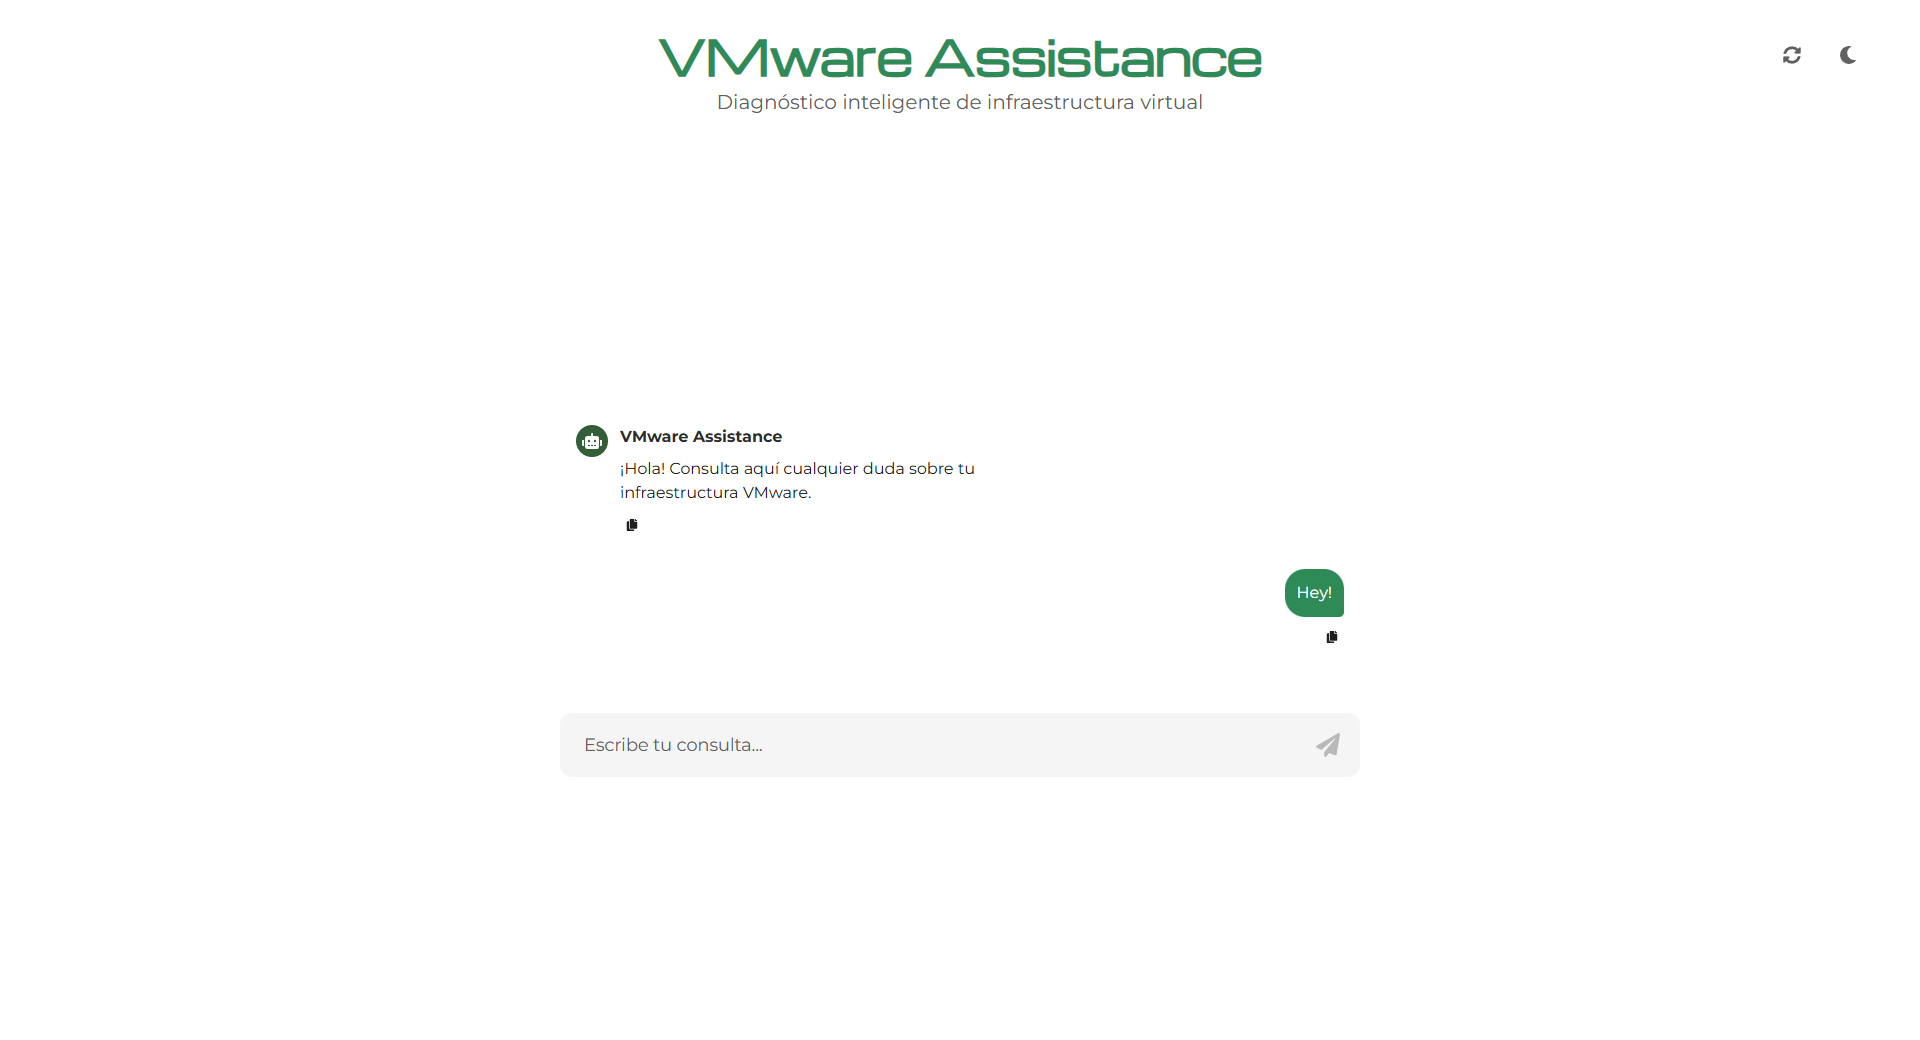 VMware Assistance
Diagnóstico inteligente de infraestructura virtual
VMware Assistance
¡Hola! Consulta aquí cualquier duda sobre tu
infraestructura VMware.
Hey!
Escribe tu consulta...